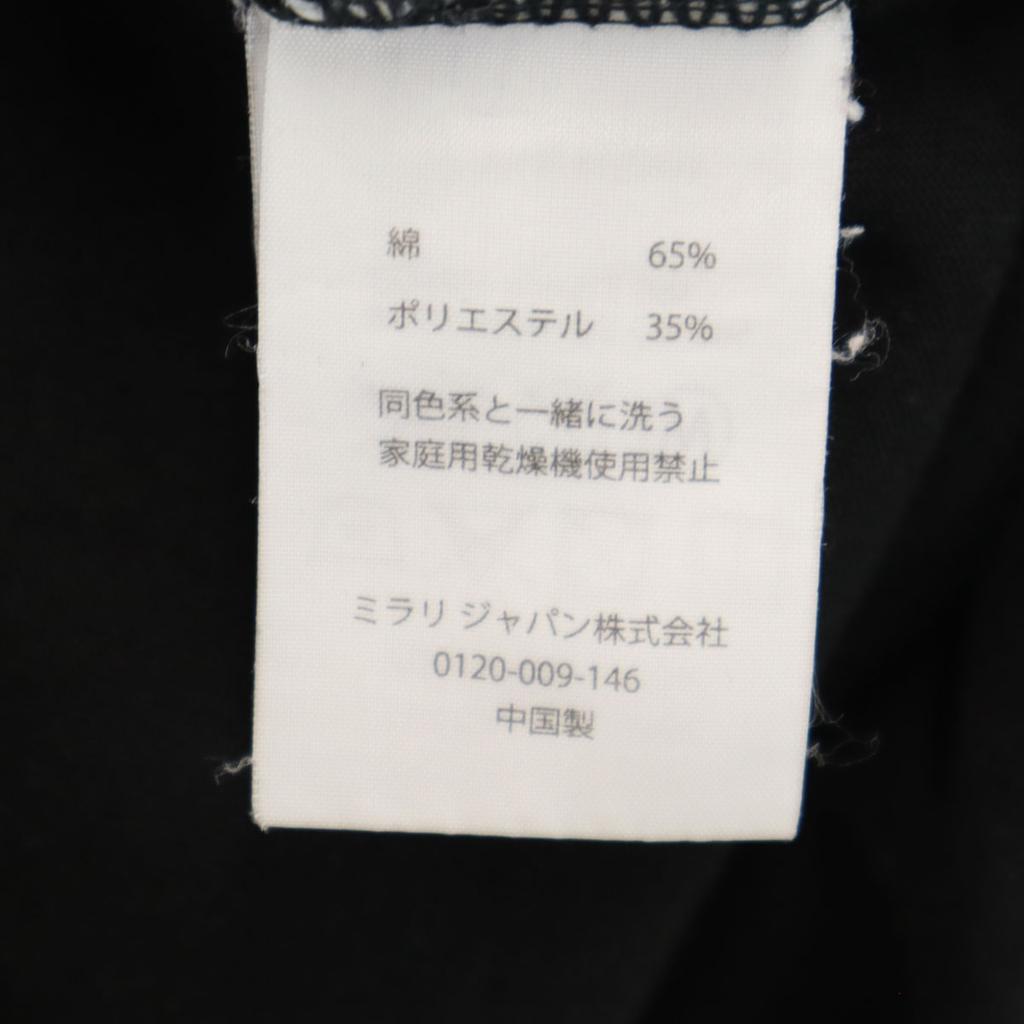 綿 65%
ポリエステル 35%
同色系と一緒に洗う
家庭用乾燥機使用禁止
ミラリ ジャパン株式会社
0120-009-146
中国製